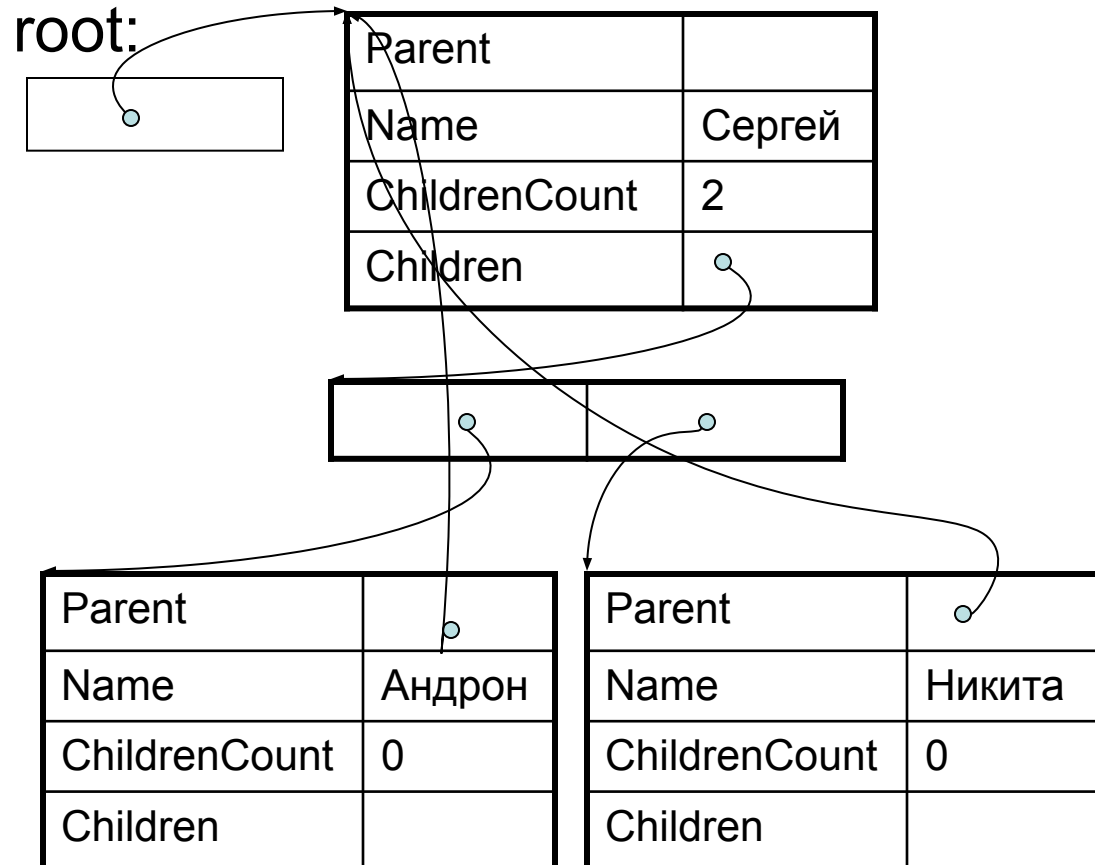 root:
Parent
Name Сергей
ChildrenCount 2
Children
Parent
Name Андрон
ChildrenCount 0
Children
Parent
Name Никита
ChildrenCount 0
Children